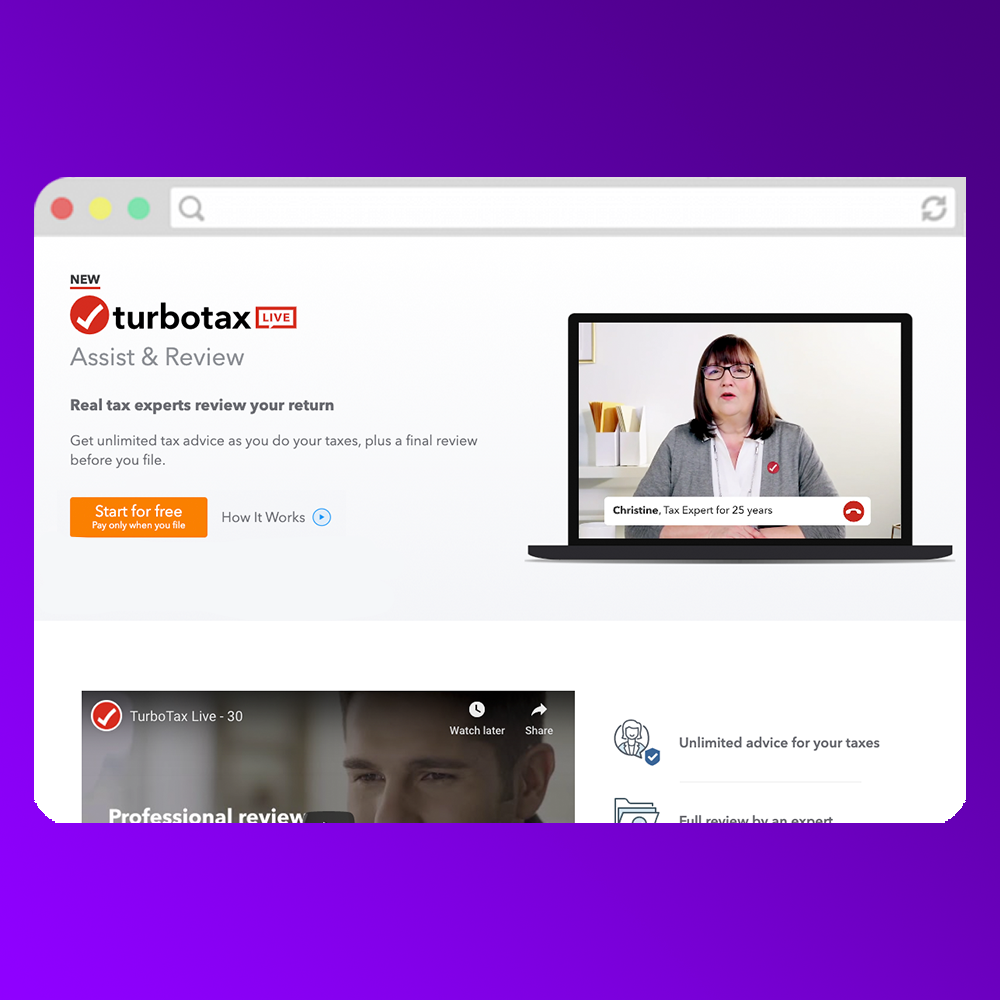 NEW
turbotax LIVE
Assist & Review
Real tax experts review your return
Get unlimited tax advice as you do your taxes, plus a final review
before you file.
Start for free
Pay only when you file
How It Works
Christine, Tax Expert for 25 years
TurboTax Live - 30
Watch later
Share
Professional review
Unlimited advice for your taxes
Full review by an expert